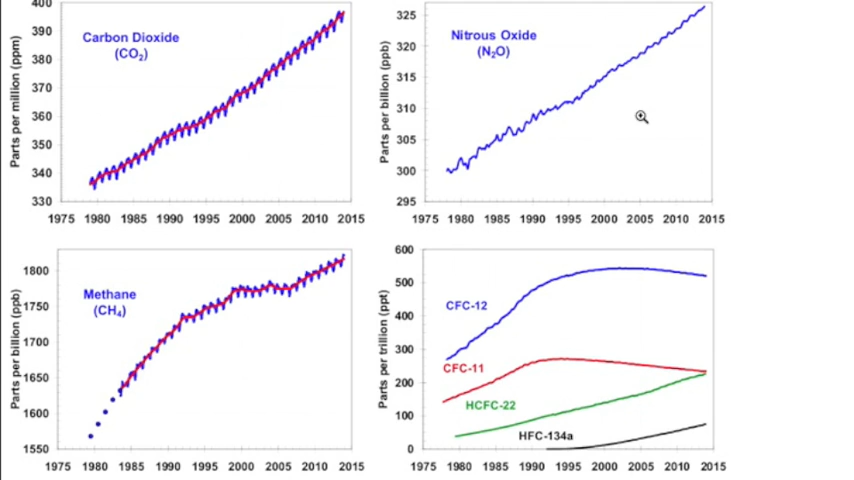 400
390
380
370
360
350
340
330
Parts per million (ppm)
Carbon Dioxide
(CO₂)
1975 1980 1985 1990 1995 2000 2005 2010 2015
325
320
315
310
305
300
295
Parts per billion (ppb)
Nitrous Oxide
(N₂O)
1975 1980 1985 1990 1995 2000 2005 2010 2015
1800
1750
1700
1650
1600
1550
Parts per billion (ppb)
Methane
(CH₄)
1975 1980 1985 1990 1995 2000 2005 2010 2015
600
500
400
300
200
100
0
Parts per trillion (ppt)
CFC-12
CFC-11
HCFC-22
HFC-134a
1975 1980 1985 1990 1995 2000 2005 2010 2015